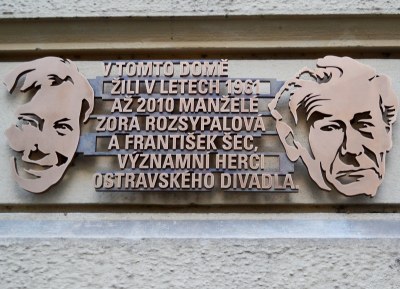 V TOMTO DOMĚ
ŽILI V LETECH 1961
AŽ 2010 MANŽELÉ
ZORA ROZSYPALOVÁ
A FRANTIŠEK ŠEC,
VÝZNAMNÍ HERCI
OSTRAVSKÉHO DIVADLA.